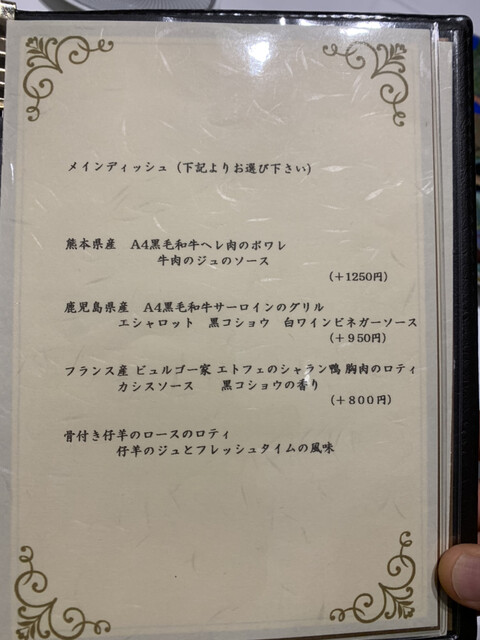 メインディッシュ（下記よりお選び下さい）
熊本県産　A4黒毛和牛ヘレ肉のポワレ
牛肉のジュのソース
（＋1250円）
鹿児島県産　A4黒毛和牛サーロインのグリル
エシャロット　黒コショウ　白ワインビネガーソース
（＋950円）
フランス産 ビュルゴー家 エトフェのシャラン鴨 胸肉のロティ
カシスソース　　黒コショウの香り
（＋800円）
骨付き仔羊のロースのロティ
仔羊のジュとフレッシュタイムの風味